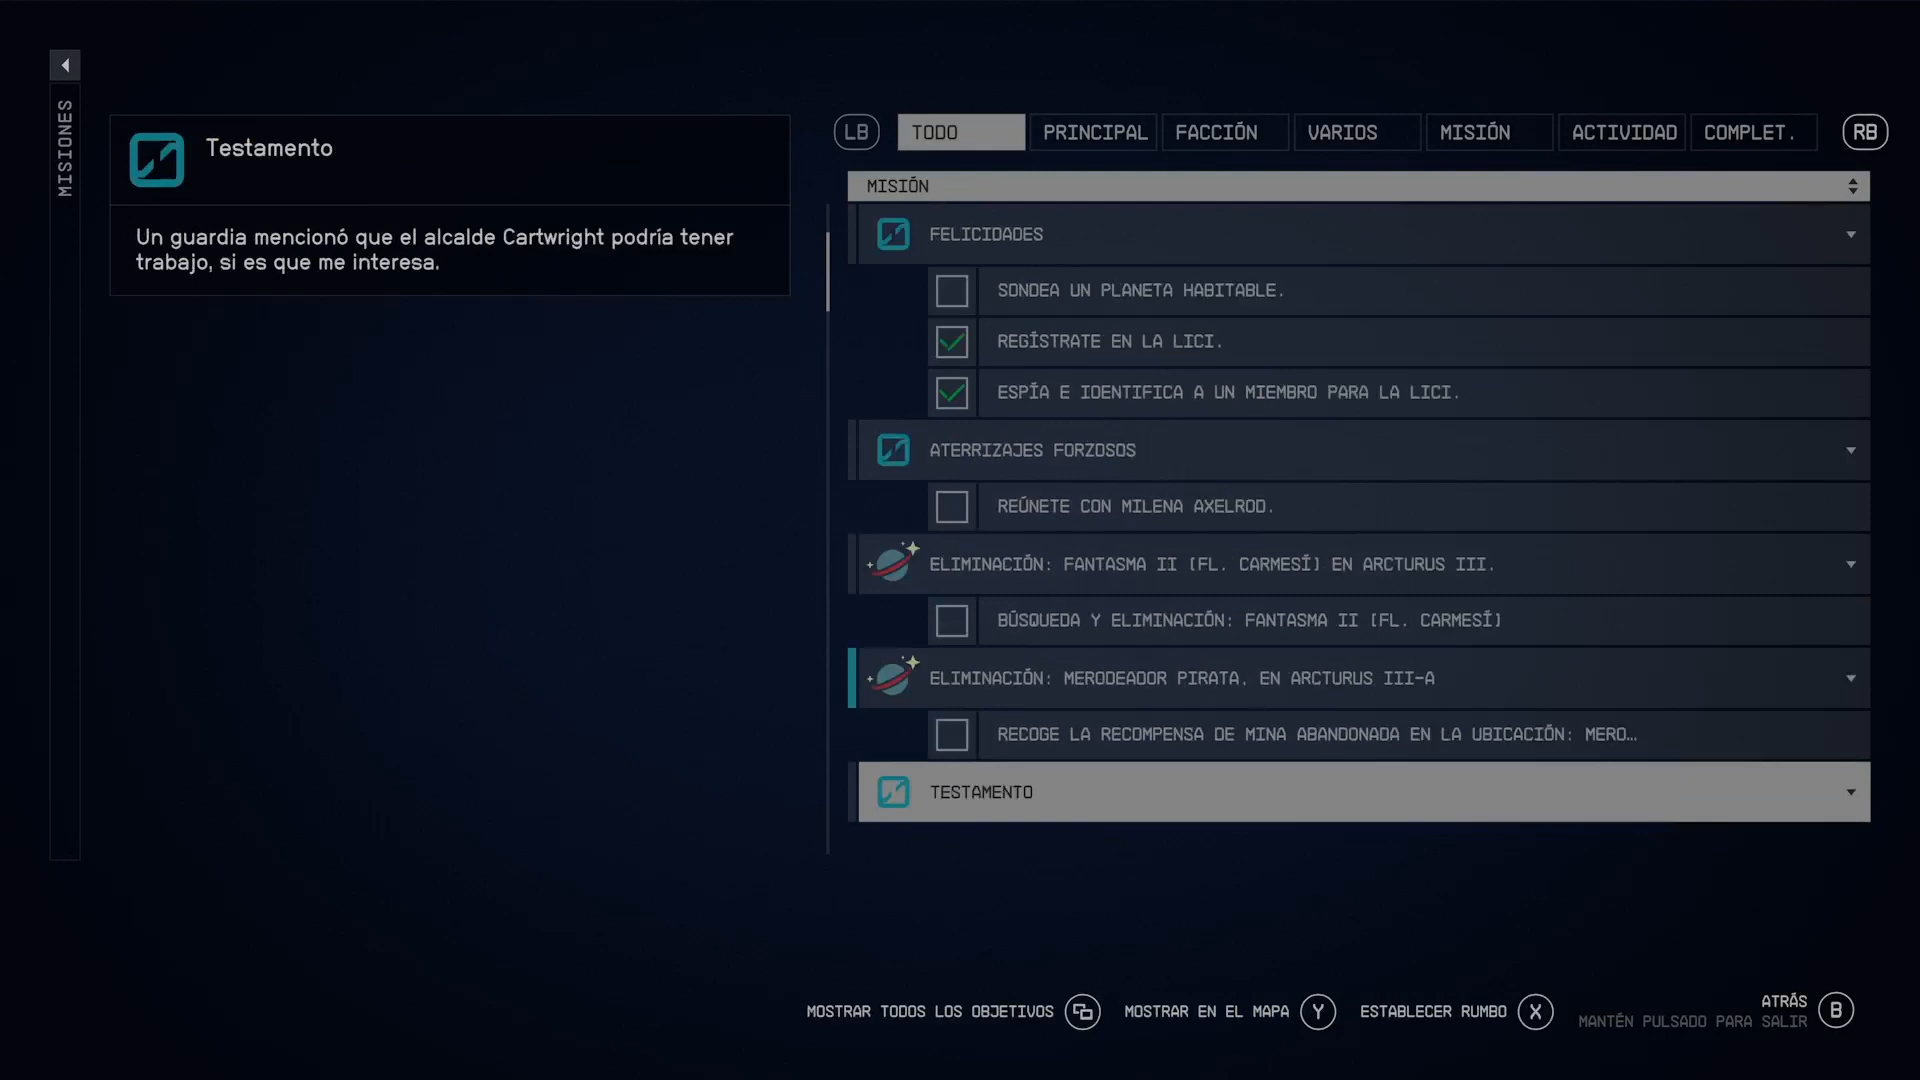 MISIONES
Testamento
Un guardia mencionó que el alcalde Cartwright podría tener
trabajo, si es que me interesa.
LB
TODO
PRINCIPAL
FACCIÓN
VARIOS
MISIÓN
ACTIVIDAD
COMPLET.
RB
MISIÓN
FELICIDADES
SONDEA UN PLANETA HABITABLE.
REGÍSTRATE EN LA LICI.
ESPÍA E IDENTIFICA A UN MIEMBRO PARA LA LICI.
ATERRIZAJES FORZOSOS
REÚNETE CON MILENA AXELROD.
ELIMINACIÓN: FANTASMA II [FL. CARMESÍ] EN ARCTURUS III.
BÚSQUEDA Y ELIMINACIÓN: FANTASMA II [FL. CARMESÍ]
ELIMINACIÓN: MERODEADOR PIRATA. EN ARCTURUS III-A
RECOGE LA RECOMPENSA DE MINA ABANDONADA EN LA UBICACIÓN: MERO...
TESTAMENTO
MOSTRAR TODOS LOS OBJETIVOS
MOSTRAR EN EL MAPA Y
ESTABLECER RUMBO X
ATRÁS B
MANTÉN PULSADO PARA SALIR